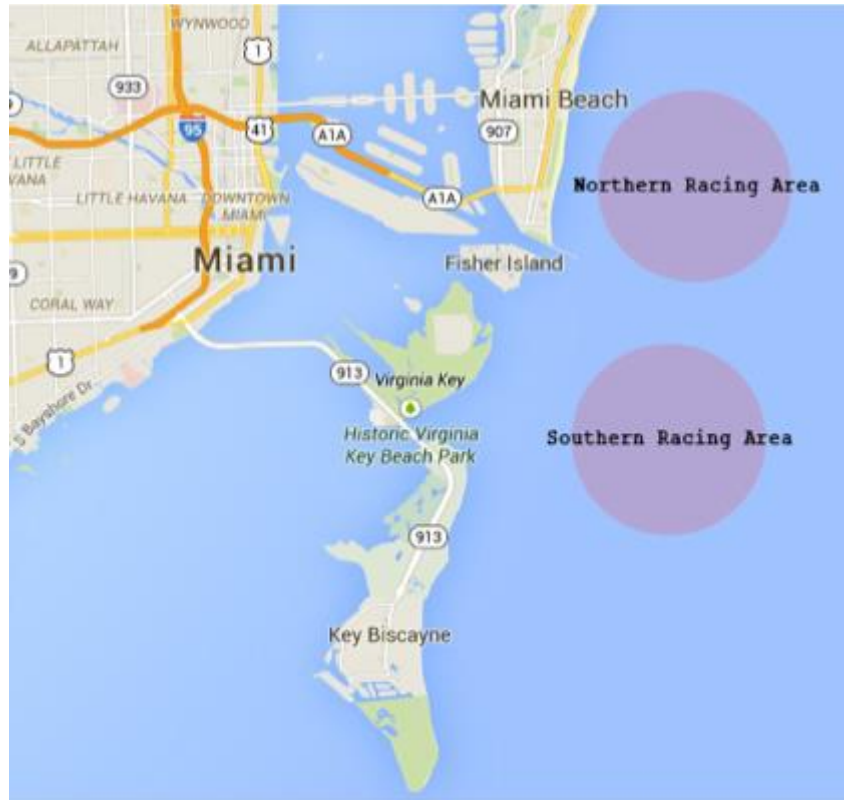 WYNWOOD
ALLAPATTAH
1
933
Miami Beach
95
41
A1A
907
LITTLE
VANA
LITTLE HAVANA
DOWNTOWN
MIAMI
A1A
Northern Racing Area
Miami
Fisher Island
9
CORAL WAY
1
913
Virginia Key
S Bayshore Dr
Historic Virginia
Key Beach Park
Southern Racing Area
913
Key Biscayne